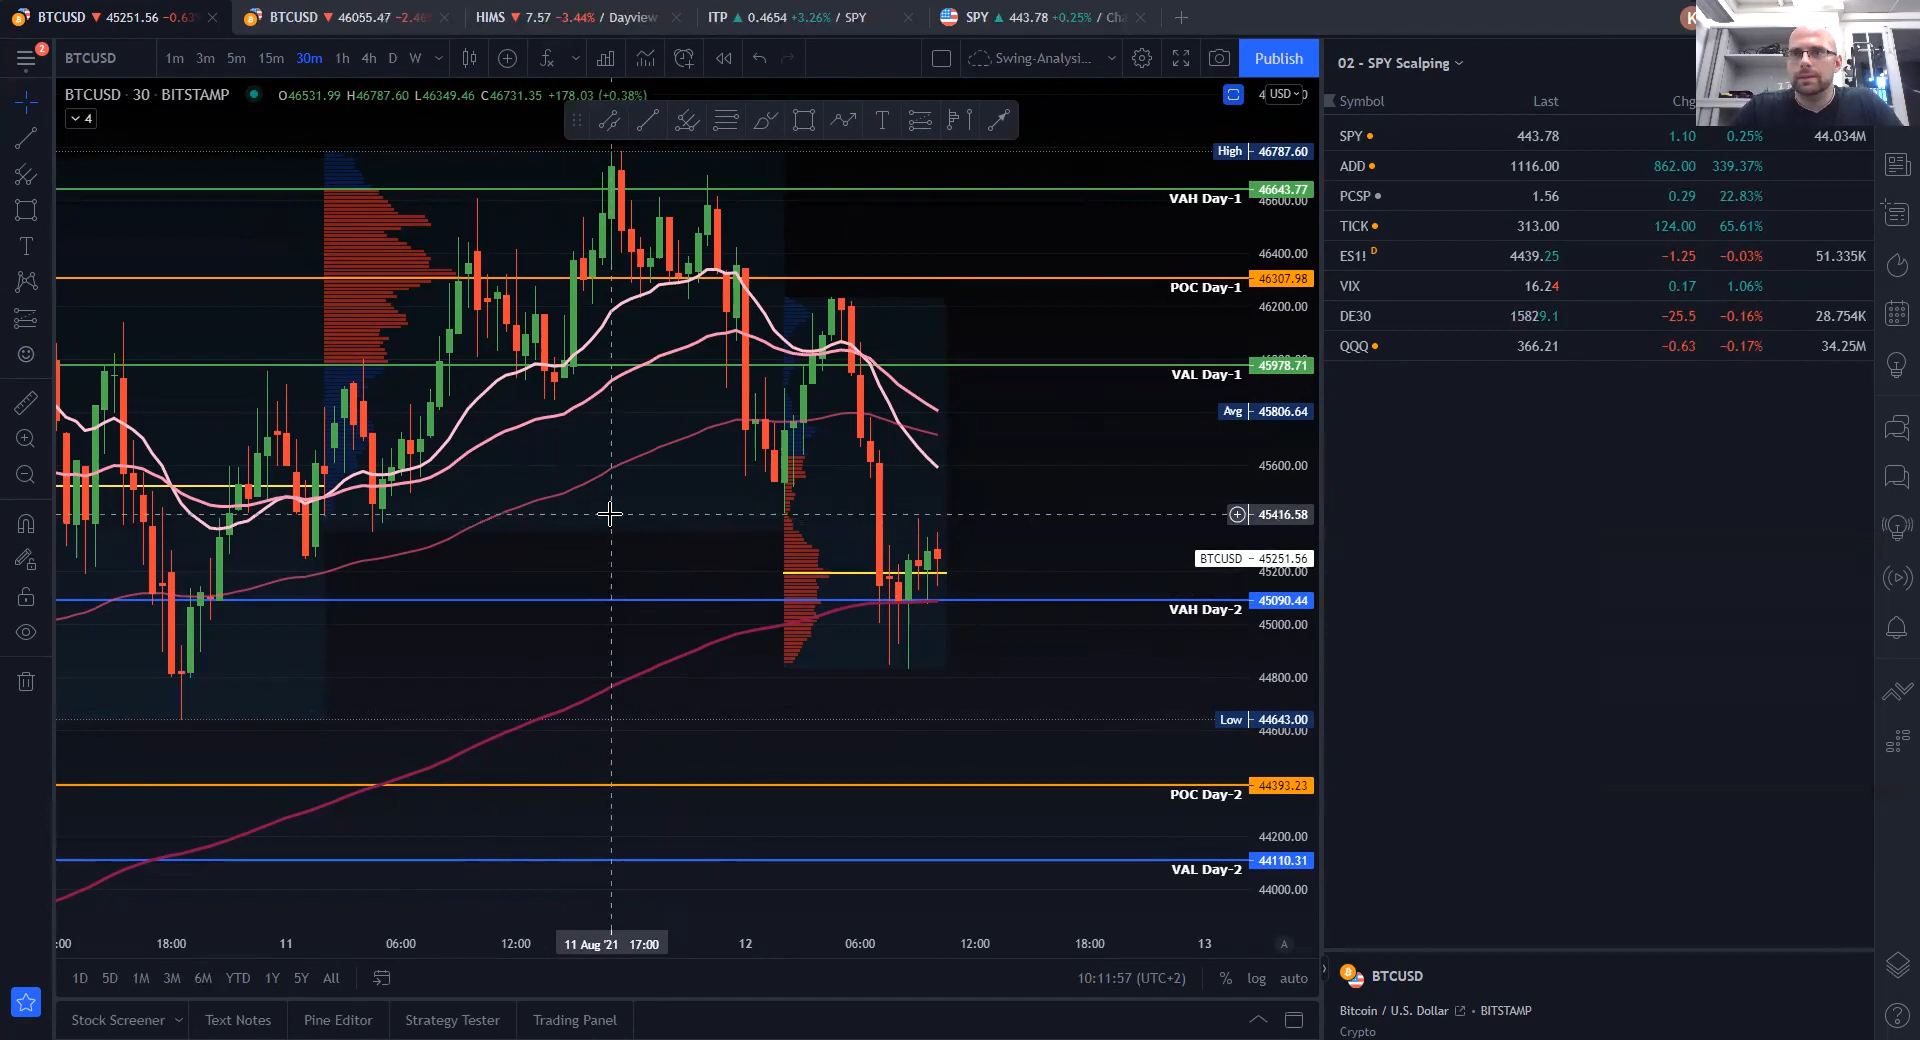 BTCUSD ▼ 45251.56 −0.63
BTCUSD ▼ 46055.47 −2.46
HIMS ▼ 7.57 −3.44% / Dayview
ITP ▲ 0.4654 +3.26% / SPY
SPY ▲ 443.78 +0.25% / Cha
K
2
BTCUSD
1m 3m 5m 15m 30m 1h 4h D W
Swing-Analysi...
Publish
BTCUSD · 30 · BITSTAMP
O46531.99 H46787.60 L46349.46 C46731.35 +178.03 (+0.38%)
USD
4
High 46787.60
46643.77
VAH Day-1
46600.00
46400.00
46307.98
POC Day-1
46200.00
45978.71
VAL Day-1
Avg 45806.64
45600.00
45416.58
BTCUSD 45251.56
45200.00
45090.44
VAH Day-2
45000.00
44800.00
Low 44643.00
44600.00
44393.23
POC Day-2
44200.00
44110.31
VAL Day-2
44000.00
:00 18:00 11 06:00 12:00 11 Aug '21 17:00 12 06:00 12:00 18:00 13 A
1D 5D 1M 3M 6M YTD 1Y 5Y All
10:11:57 (UTC+2) % log auto
Stock Screener Text Notes Pine Editor Strategy Tester Trading Panel
02 - SPY Scalping
Symbol Last Chg
SPY 443.78 1.10 0.25% 44.034M
ADD 1116.00 862.00 339.37%
PCSP 1.56 0.29 22.83%
TICK 313.00 124.00 65.61%
ES1! D 4439.25 −1.25 −0.03% 51.335K
VIX 16.24 0.17 1.06%
DE30 15829.1 −25.5 −0.16% 28.754K
QQQ 366.21 −0.63 −0.17% 34.25M
BTCUSD
Bitcoin / U.S. Dollar • BITSTAMP
Crypto